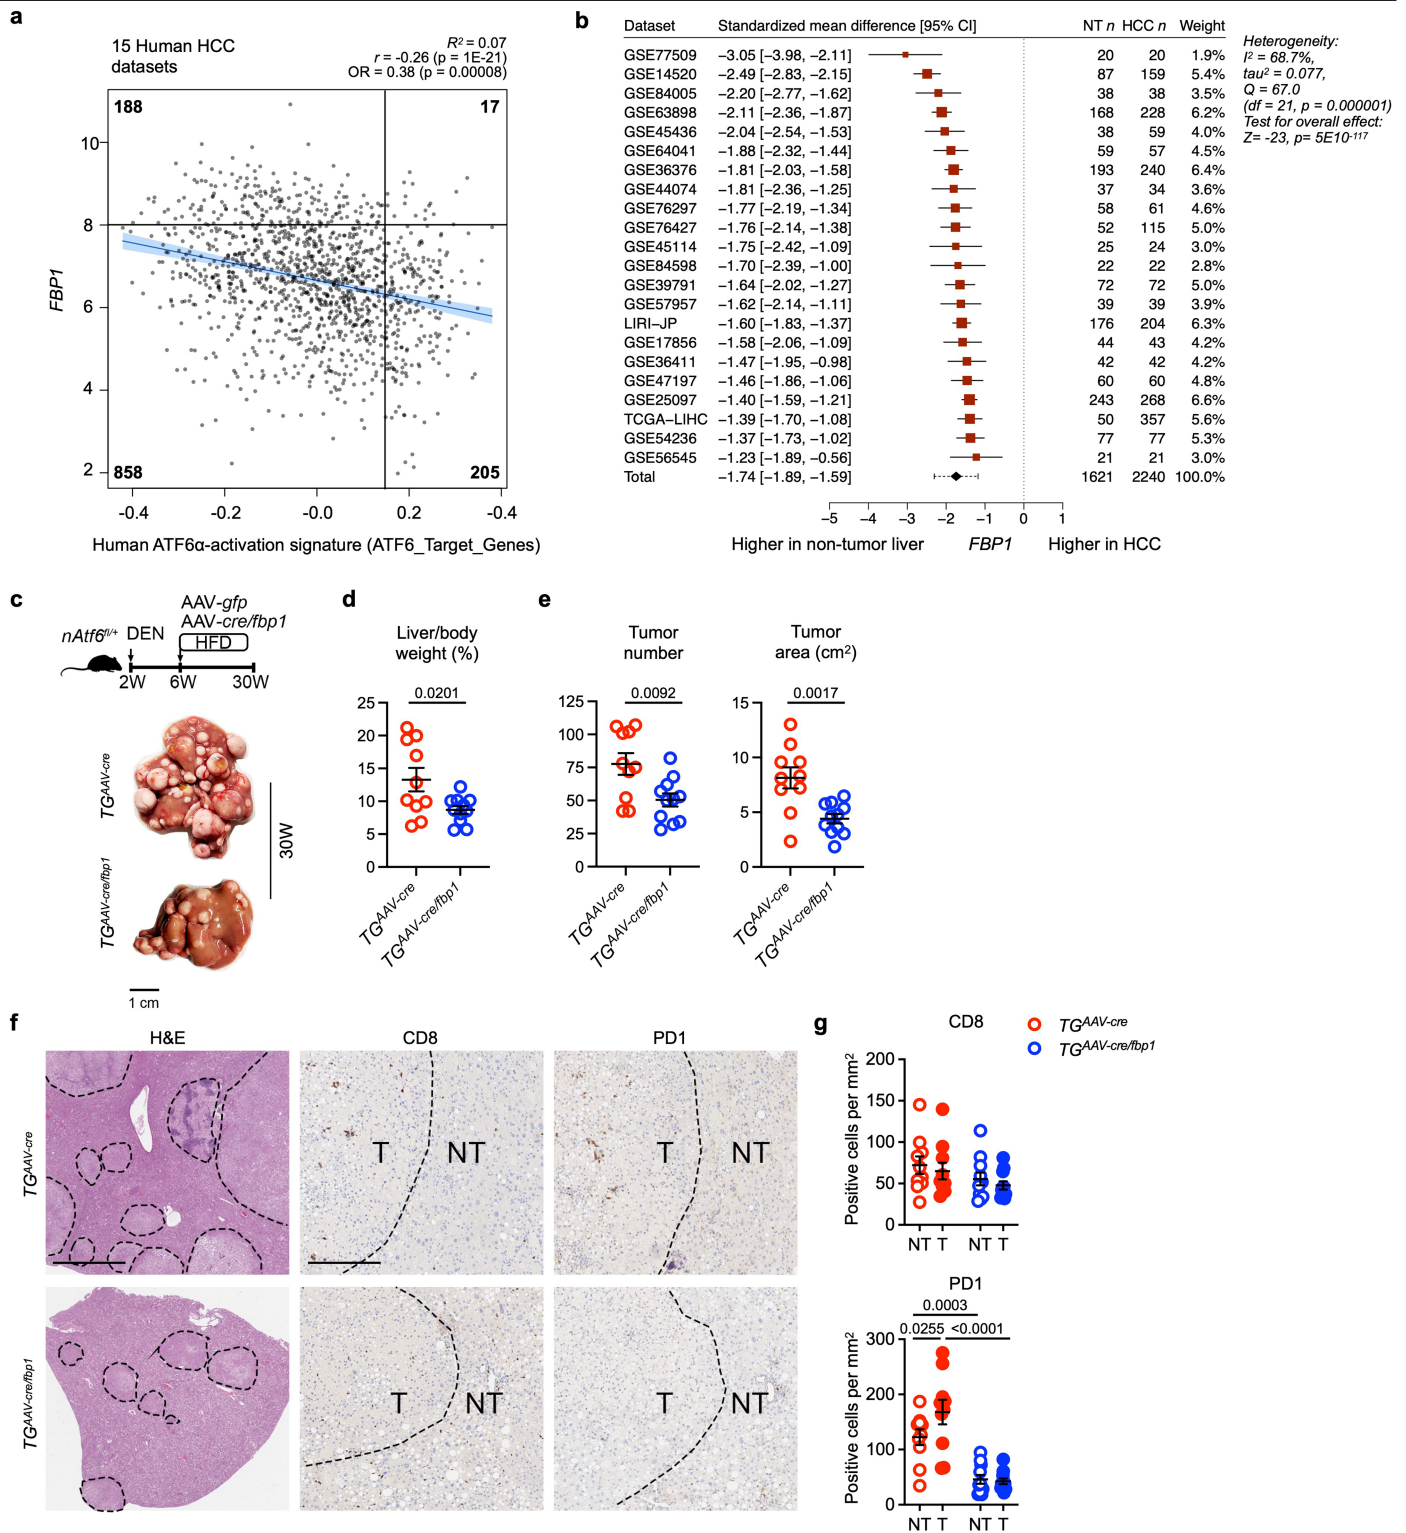 a
15 Human HCC
datasets
R² = 0.07
r = -0.26 (p = 1E-21)
OR = 0.38 (p = 0.00008)
188
17
858
205
10
8
6
4
2
FBP1
-0.4
-0.2
-0.0
0.2
-0.4
Human ATF6α-activation signature (ATF6_Target_Genes)
b
Dataset Standardized mean difference [95% CI] NT n HCC n Weight
GSE77509 −3.05 [−3.98, −2.11] 20 20 1.9%
GSE14520 −2.49 [−2.83, −2.15] 87 159 5.4%
GSE84005 −2.20 [−2.77, −1.62] 38 38 3.5%
GSE63898 −2.11 [−2.36, −1.87] 168 228 6.2%
GSE45436 −2.04 [−2.54, −1.53] 38 59 4.0%
GSE64041 −1.88 [−2.32, −1.44] 59 57 4.5%
GSE36376 −1.81 [−2.03, −1.58] 193 240 6.4%
GSE44074 −1.81 [−2.36, −1.25] 37 34 3.6%
GSE76297 −1.77 [−2.19, −1.34] 58 61 4.6%
GSE76427 −1.76 [−2.14, −1.38] 52 115 5.0%
GSE45114 −1.75 [−2.42, −1.09] 25 24 3.0%
GSE84598 −1.70 [−2.39, −1.00] 22 22 2.8%
GSE39791 −1.64 [−2.02, −1.27] 72 72 5.0%
GSE57957 −1.62 [−2.14, −1.11] 39 39 3.9%
LIRI−JP −1.60 [−1.83, −1.37] 176 204 6.3%
GSE17856 −1.58 [−2.06, −1.09] 44 43 4.2%
GSE36411 −1.47 [−1.95, −0.98] 42 42 4.2%
GSE47197 −1.46 [−1.86, −1.06] 60 60 4.8%
GSE25097 −1.40 [−1.59, −1.21] 243 268 6.6%
TCGA−LIHC −1.39 [−1.70, −1.08] 50 357 5.6%
GSE54236 −1.37 [−1.73, −1.02] 77 77 5.3%
GSE56545 −1.23 [−1.89, −0.56] 21 21 3.0%
Total −1.74 [−1.89, −1.59] 1621 2240 100.0%
−5 −4 −3 −2 −1 0 1
Higher in non-tumor liver FBP1 Higher in HCC
Heterogeneity:
I² = 68.7%,
tau² = 0.077,
Q = 67.0
(df = 21, p = 0.000001)
Test for overall effect:
Z= -23, p= 5E10⁻¹¹⁷
c
AAV-gfp
AAV-cre/fbp1
nAtf6fl/+ DEN
HFD
2W 6W 30W
TGAAV-cre
TGAAV-cre/fbp1
30W
1 cm
d
Liver/body
weight (%)
0.0201
25
20
15
10
5
0
TGAAV-cre
TGAAV-cre/fbp1
e
Tumor
number
0.0092
125
100
75
50
25
0
TGAAV-cre
TGAAV-cre/fbp1
Tumor
area (cm²)
0.0017
15
10
5
0
TGAAV-cre
TGAAV-cre/fbp1
f
H&E CD8 PD1
TGAAV-cre
T NT
T NT
TGAAV-cre/fbp1
T NT
T NT
g
CD8
TGAAV-cre
TGAAV-cre/fbp1
Positive cells per mm²
200
150
100
50
0
NT T NT T
PD1
0.0003
0.0255 <0.0001
Positive cells per mm²
300
200
100
0
NT T NT T